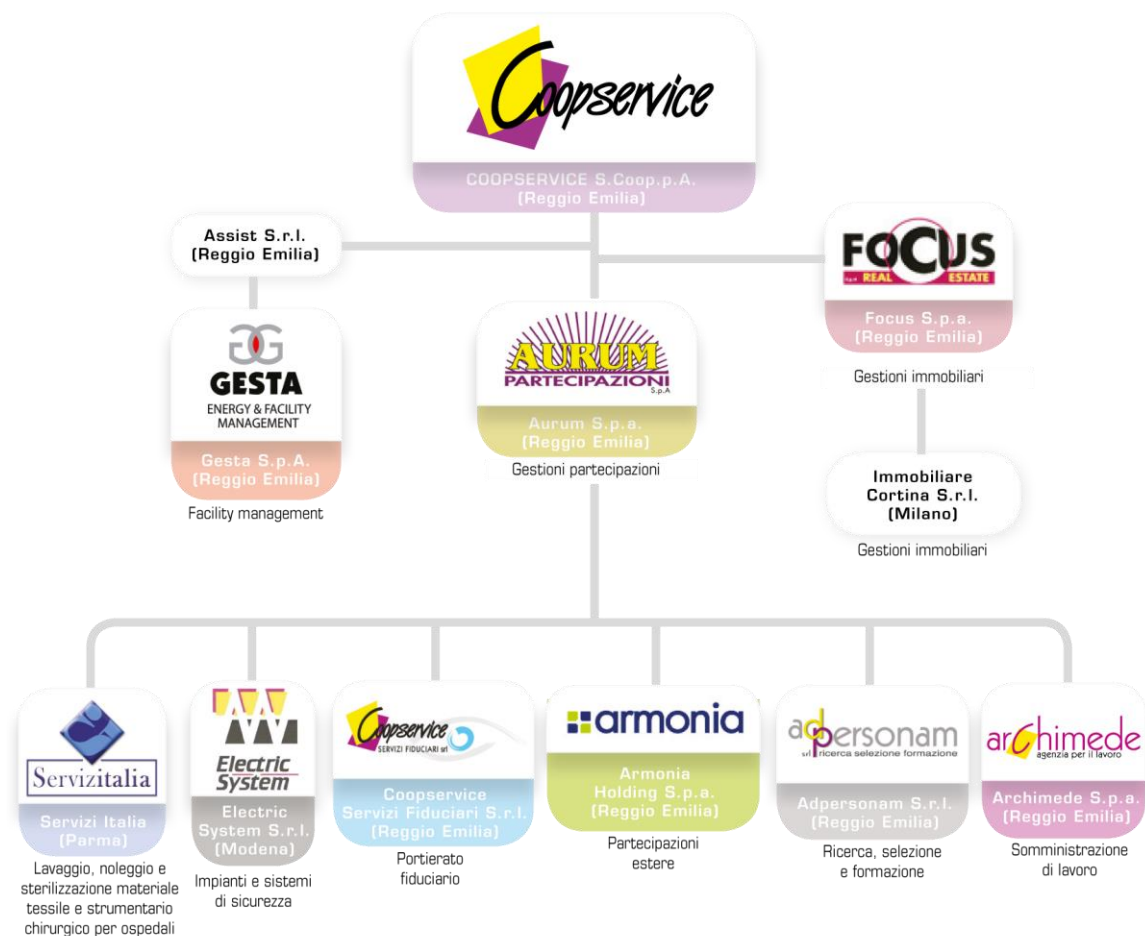 Coopservice
COOPSERVICE S.Coop.p.A.
(Reggio Emilia)
Assist S.r.l.
(Reggio Emilia)
FOCUS
S.p.A. REAL ESTATE
Focus S.p.a.
(Reggio Emilia)
Gestioni immobiliari
GESTA
ENERGY & FACILITY
MANAGEMENT
Gesta S.p.A.
(Reggio Emilia)
Facility management
AURUM
PARTECIPAZIONI
S.p.A
Aurum S.p.a.
(Reggio Emilia)
Gestioni partecipazioni
Immobiliare
Cortina S.r.l.
(Milano)
Gestioni immobiliari
Servizitalia
Servizi Italia
(Parma)
Lavaggio, noleggio e
sterilizzazione materiale
tessile e strumentario
chirurgico per ospedali
Electric
System
Electric
System S.r.l.
(Modena)
Impianti e sistemi
di sicurezza
Coopservice
SERVIZI FIDUCIARI srl
Coopservice
Servizi Fiduciari S.r.l.
(Reggio Emilia)
Portierato
fiduciario
armonia
Armonia
Holding S.p.a.
(Reggio Emilia)
Partecipazioni
estere
adpersonam
srl ricerca selezione formazione
Adpersonam S.r.l.
(Reggio Emilia)
Ricerca, selezione
e formazione
archimede
agenzia per il lavoro
Archimede S.p.a.
(Reggio Emilia)
Somministrazione
di lavoro